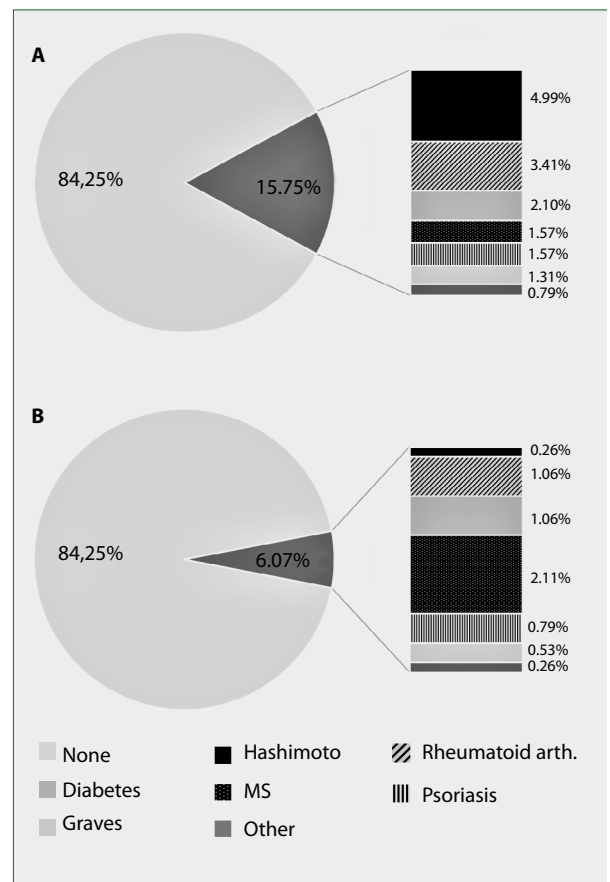 A
84,25%
15.75%
4.99%
3.41%
2.10%
1.57%
1.57%
1.31%
0.79%
B
84,25%
6.07%
0.26%
1.06%
1.06%
2.11%
0.79%
0.53%
0.26%
None
Hashimoto
Rheumatoid arth.
Diabetes
MS
Psoriasis
Graves
Other